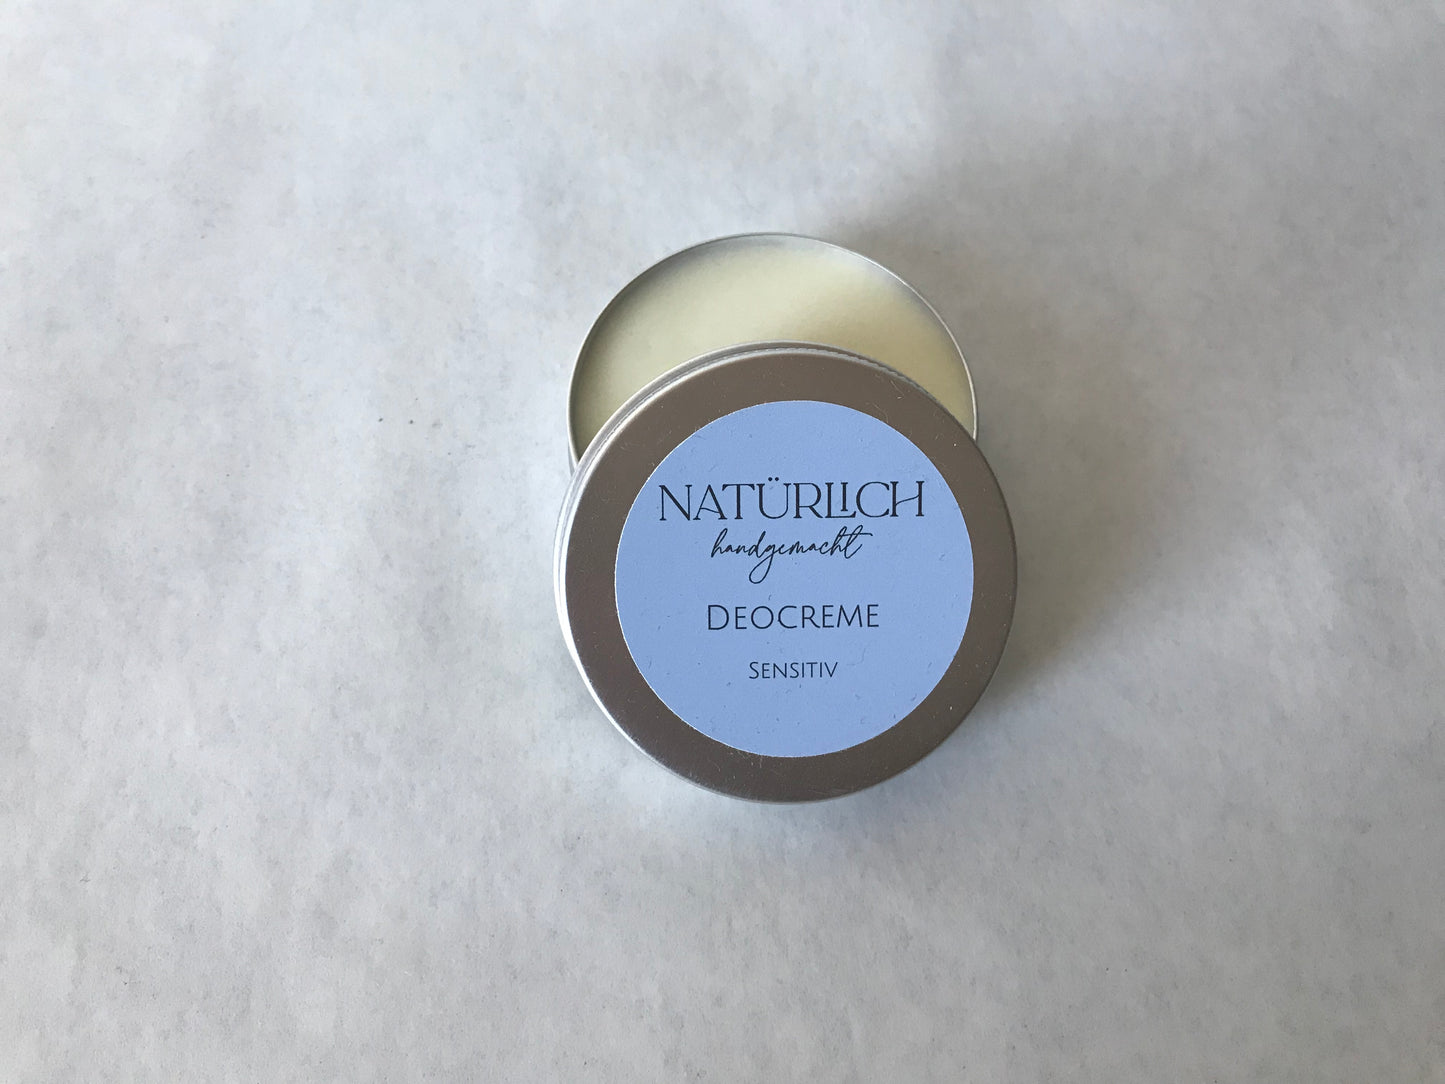 NATÜRLICH
handgemacht
DEOCREME
SENSITIV